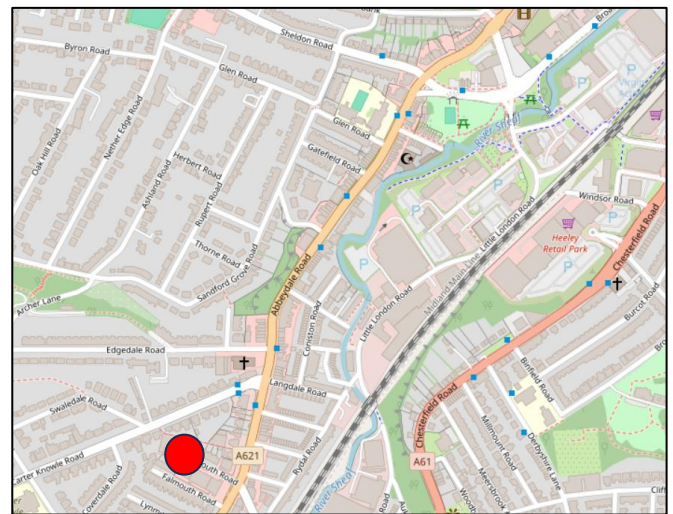 Sheldon Road
Byron Road
Glen Road
Nether Edge Road
Oak Hill Road
Glen Road
River Sheaf
Gatefield Road
Herbert Road
Ashland Road
Rupert Road
Windsor Road
Thorne Road
Sandford Grove Road
Abbeydale Road
Midland Main Line
Little London Road
Heeley
Retail Park
Chesterfield Road
Archer Lane
Little London Road
Coniston Road
Burcot Road
Edgedale Road
Binfield Road
Langdale Road
Chesterfield Road
Swaledale Road
Millmount Road
Derbyshire Lane
Carter Knowle Road
A621
Rydal Road
A61
Meersbrook
Falmouth Road
Coverdale Road
River Sheaf
P
P
P
P
P
P